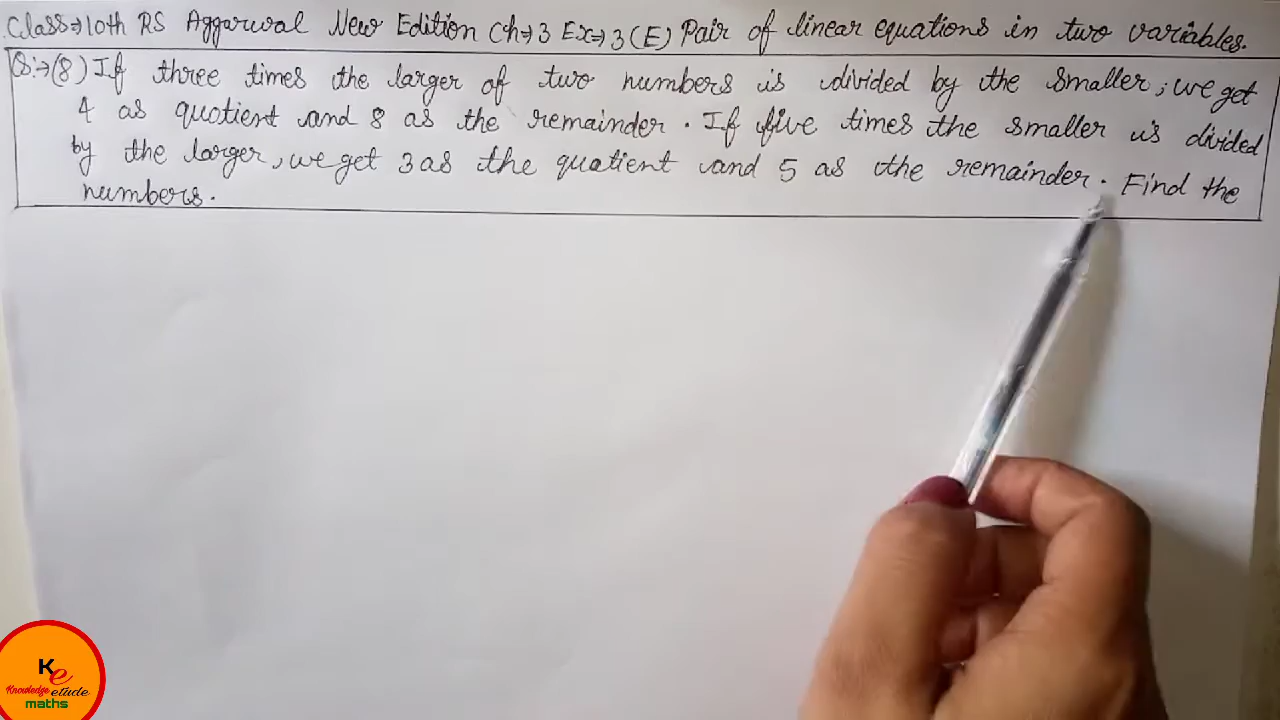 Class→10th RS Aggarwal New Edition Ch→3 Ex→3(E) Pair of linear equations in two variables.
Q:→(8) If three times the larger of two numbers is divided by the smaller, we get
4 as quotient and 8 as the remainder. If five times the smaller is divided
by the larger, we get 3 as the quotient and 5 as the remainder. Find the
numbers.
Ke
Knowledge etude
maths